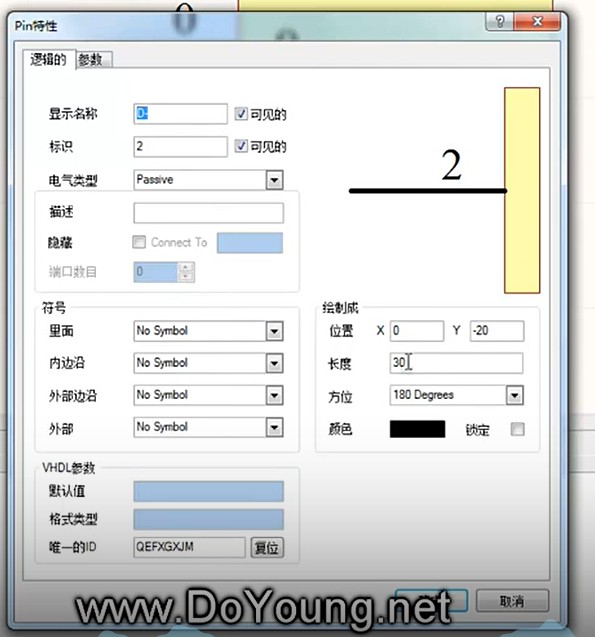 0
Pin特性
逻辑的 参数
显示名称 可见的
标识 2 可见的
电气类型 Passive
描述
隐藏 Connect To
端口数目 0
2
符号
里面 No Symbol
内边沿 No Symbol
外部边沿 No Symbol
外部 No Symbol
绘制成
位置 X 0 Y -20
长度 30
方位 180 Degrees
颜色 锁定
VHDL参数
默认值
格式类型
唯一的ID QEFXGXJM 复位
取消
www.DoYoung.net